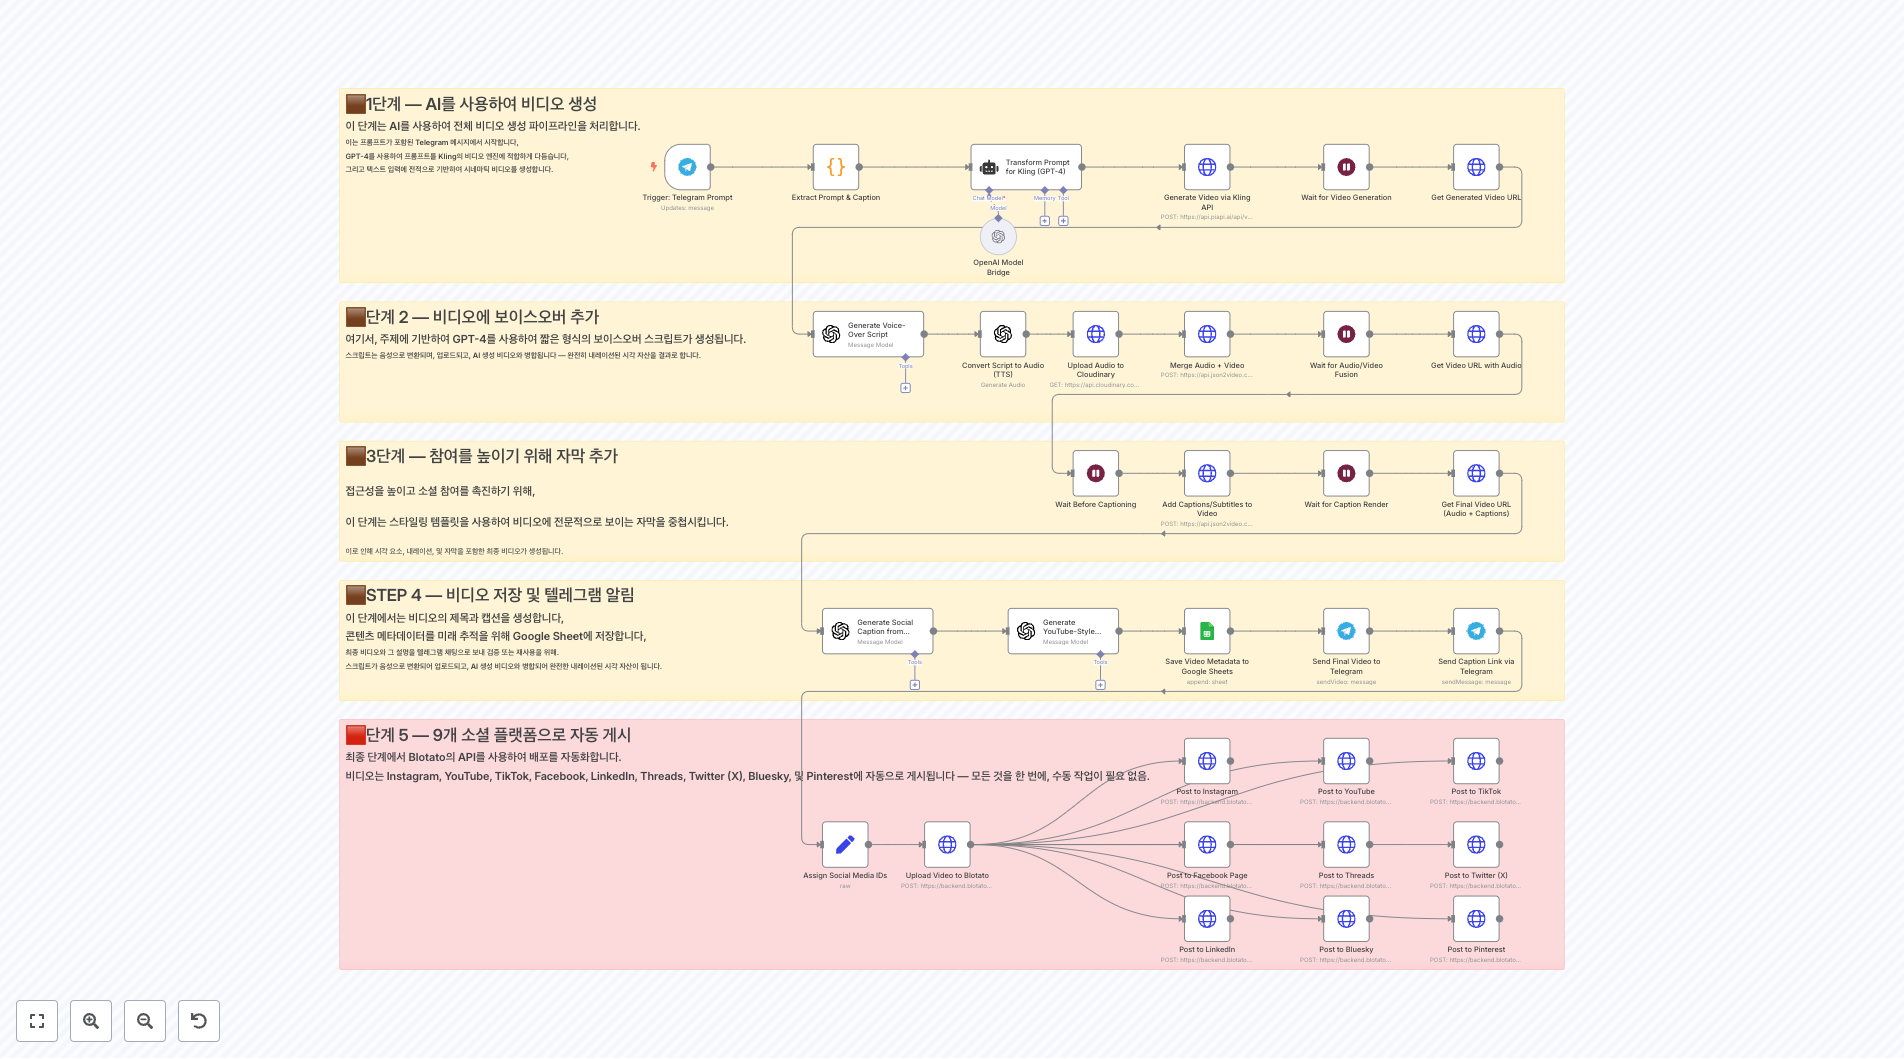 1단계 — AI를 사용하여 비디오 생성
이 단계는 AI를 사용하여 전체 비디오 생성 파이프라인을 처리합니다.
이는 프롬프트가 포함된 Telegram 메시지에서 시작합니다,
GPT-4를 사용하여 프롬프트를 Kling의 비디오 엔진에 적합하게 다듬습니다,
그리고 텍스트 입력에 전적으로 기반하여 시네마틱 비디오를 생성합니다.
Trigger: Telegram Prompt
Updates: message
Extract Prompt & Caption
Transform Prompt
for Kling (GPT-4)
Chat Model*
Model
Memory
Tool
OpenAI Model
Bridge
Generate Video via Kling
API
POST: https://api.piapi.ai/api/v...
Wait for Video Generation
Get Generated Video URL
단계 2 — 비디오에 보이스오버 추가
여기서, 주제에 기반하여 GPT-4를 사용하여 짧은 형식의 보이스오버 스크립트가 생성됩니다.
스크립트는 음성으로 변환되며, 업로드되고, AI 생성 비디오와 병합됩니다 — 완전히 내레이션된 시각 자산을 결과로 합니다.
Generate Voice-
Over Script
Message Model
Tools
Convert Script to Audio
(TTS)
Generate Audio
Upload Audio to
Cloudinary
GET: https://api.cloudinary.co...
Merge Audio + Video
POST: https://api.json2video.c...
Wait for Audio/Video
Fusion
Get Video URL with Audio
3단계 — 참여를 높이기 위해 자막 추가
접근성을 높이고 소셜 참여를 촉진하기 위해,
이 단계는 스타일링 템플릿을 사용하여 비디오에 전문적으로 보이는 자막을 중첩시킵니다.
이로 인해 시각 요소, 내레이션, 및 자막을 포함한 최종 비디오가 생성됩니다.
Wait Before Captioning
Add Captions/Subtitles to
Video
POST: https://api.json2video.c...
Wait for Caption Render
Get Final Video URL
(Audio + Captions)
STEP 4 — 비디오 저장 및 텔레그램 알림
이 단계에서는 비디오의 제목과 캡션을 생성합니다,
콘텐츠 메타데이터를 미래 추적을 위해 Google Sheet에 저장합니다,
최종 비디오와 그 설명을 텔레그램 채팅으로 보내 검증 또는 재사용을 위해.
스크립트가 음성으로 변환되어 업로드되고, AI 생성 비디오와 병합되어 완전한 내레이션된 시각 자산이 됩니다.
Generate Social
Caption from...
Message Model
Tools
Generate
YouTube-Style...
Message Model
Tools
Save Video Metadata to
Google Sheets
append: sheet
Send Final Video to
Telegram
sendVideo: message
Send Caption Link via
Telegram
sendMessage: message
단계 5 — 9개 소셜 플랫폼으로 자동 게시
최종 단계에서 Blotato의 API를 사용하여 배포를 자동화합니다.
비디오는 Instagram, YouTube, TikTok, Facebook, LinkedIn, Threads, Twitter (X), Bluesky, 및 Pinterest에 자동으로 게시됩니다 — 모든 것을 한 번에, 수동 작업이 필요 없음.
Post to Instagram
POST: https://backend.blotato...
Post to YouTube
POST: https://backend.blotato...
Post to TikTok
POST: https://backend.blotato...
Assign Social Media IDs
raw
Upload Video to Blotato
POST: https://backend.blotato...
Post to Facebook Page
POST: https://backend.blotato...
Post to Threads
POST: https://backend.blotato...
Post to Twitter (X)
POST: https://backend.blotato...
Post to LinkedIn
POST: https://backend.blotato...
Post to Bluesky
POST: https://backend.blotato...
Post to Pinterest
POST: https://backend.blotato...